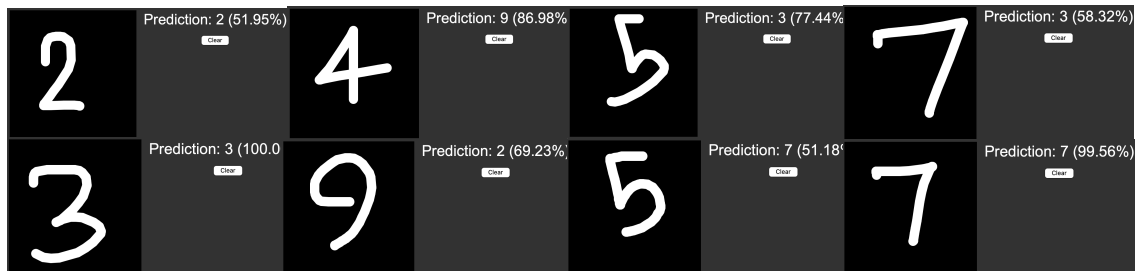 2 Prediction: 2 (51.95%)
Clear
4 Prediction: 9 (86.98%
Clear
5 Prediction: 3 (77.44%
Clear
7 Prediction: 3 (58.32%)
Clear
3 Prediction: 3 (100.0
Clear
9 Prediction: 2 (69.23%)
Clear
5 Prediction: 7 (51.18%
Clear
7 Prediction: 7 (99.56%)
Clear